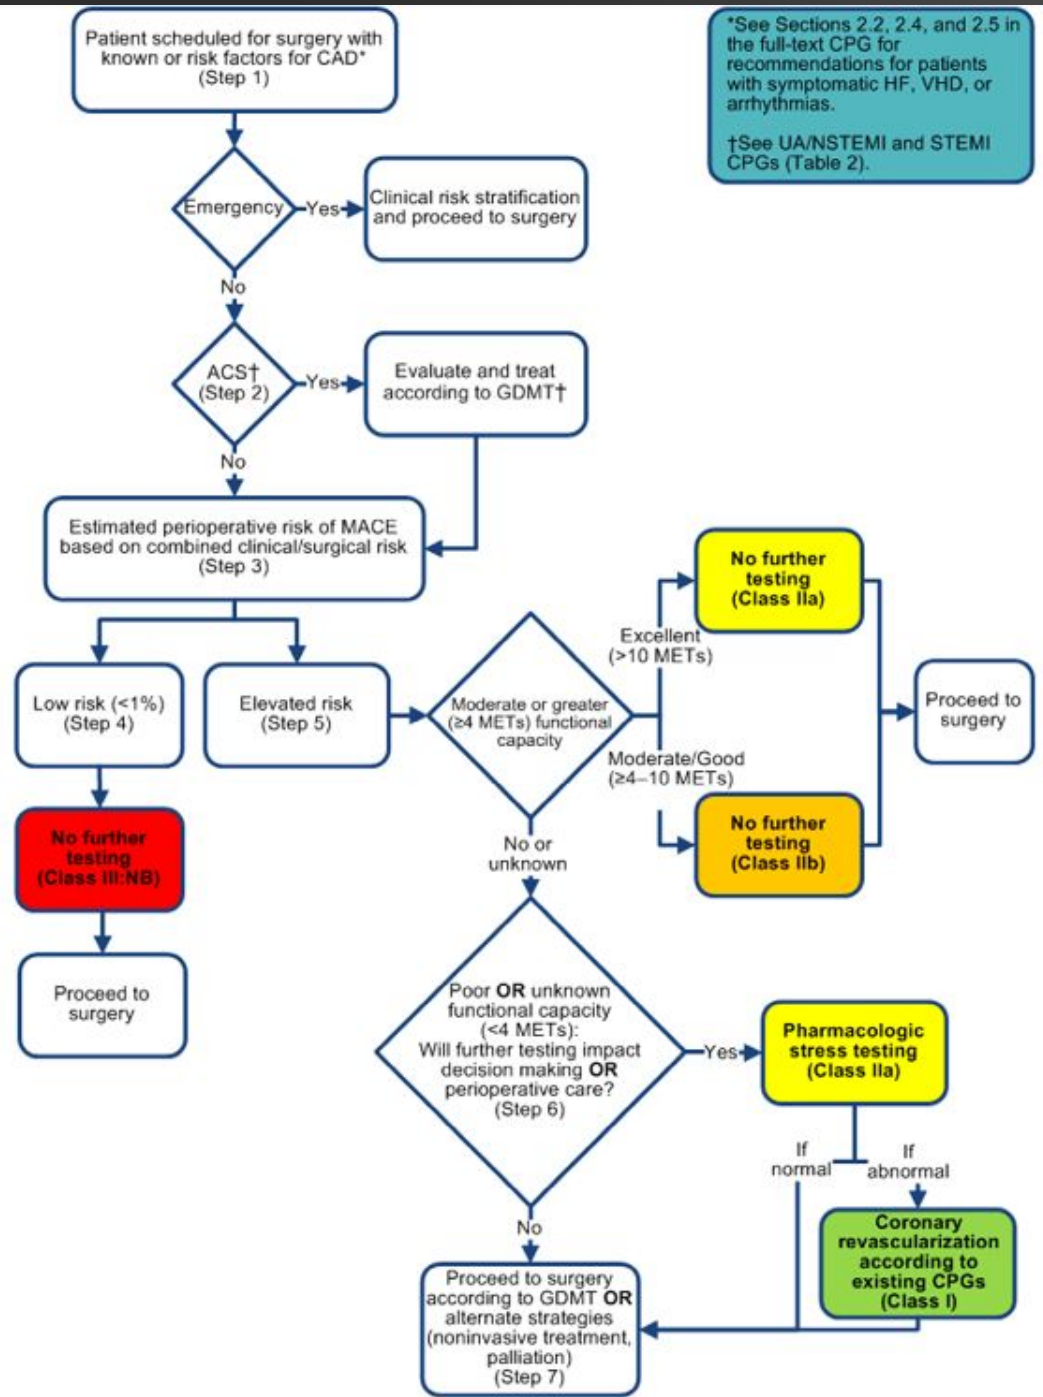 Patient scheduled for surgery with
known or risk factors for CAD*
(Step 1)
*See Sections 2.2, 2.4, and 2.5 in
the full-text CPG for
recommendations for patients
with symptomatic HF, VHD, or
arrhythmias.
†See UA/NSTEMI and STEMI
CPGs (Table 2).
Emergency
Yes
Clinical risk stratification
and proceed to surgery
No
ACS†
(Step 2)
Yes
Evaluate and treat
according to GDMT†
No
Estimated perioperative risk of MACE
based on combined clinical/surgical risk
(Step 3)
Low risk (<1%)
(Step 4)
Elevated risk
(Step 5)
Moderate or greater
(≥4 METs) functional
capacity
Excellent
(>10 METs)
No further
testing
(Class IIa)
Moderate/Good
(≥4–10 METs)
No further
testing
(Class IIb)
Proceed to
surgery
No further
testing
(Class III:NB)
Proceed to
surgery
No or
unknown
Poor OR unknown
functional capacity
(<4 METs):
Will further testing impact
decision making OR
perioperative care?
(Step 6)
Yes
Pharmacologic
stress testing
(Class IIa)
If
normal
If
abnormal
Coronary
revascularization
according to
existing CPGs
(Class I)
No
Proceed to surgery
according to GDMT OR
alternate strategies
(noninvasive treatment,
palliation)
(Step 7)